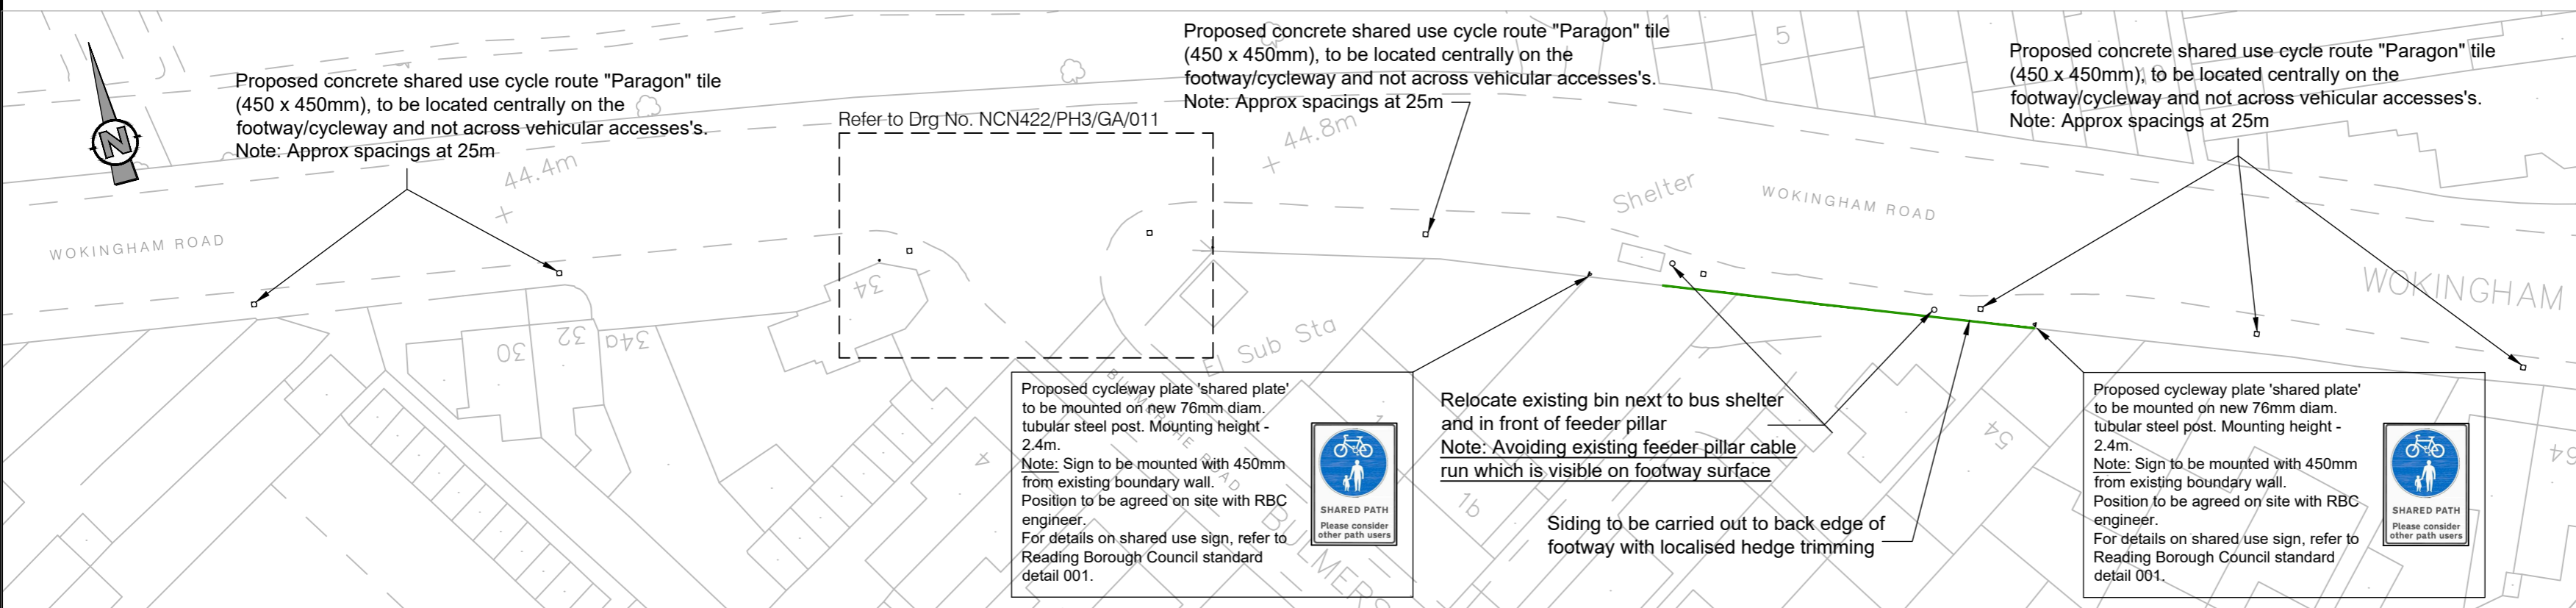 Proposed concrete shared use cycle route "Paragon" tile
(450 x 450mm), to be located centrally on the
footway/cycleway and not across vehicular accesses's.
Note: Approx spacings at 25m
N
44.4m
WOKINGHAM ROAD
30
32
34a
Refer to Drg No. NCN422/PH3/GA/011
34
Proposed concrete shared use cycle route "Paragon" tile
(450 x 450mm), to be located centrally on the
footway/cycleway and not across vehicular accesses's.
Note: Approx spacings at 25m
44.8m
El Sub Sta
Shelter
WOKINGHAM ROAD
5
Proposed concrete shared use cycle route "Paragon" tile
(450 x 450mm), to be located centrally on the
footway/cycleway and not across vehicular accesses's.
Note: Approx spacings at 25m
WOKINGHAM
Proposed cycleway plate 'shared plate'
to be mounted on new 76mm diam.
tubular steel post. Mounting height -
2.4m.
Note: Sign to be mounted with 450mm
from existing boundary wall.
Position to be agreed on site with RBC
engineer.
For details on shared use sign, refer to
Reading Borough Council standard
detail 001.
SHARED PATH
Please consider
other path users
4
1
1b
Relocate existing bin next to bus shelter
and in front of feeder pillar
Note: Avoiding existing feeder pillar cable
run which is visible on footway surface
Siding to be carried out to back edge of
footway with localised hedge trimming
54
Proposed cycleway plate 'shared plate'
to be mounted on new 76mm diam.
tubular steel post. Mounting height -
2.4m.
Note: Sign to be mounted with 450mm
from existing boundary wall.
Position to be agreed on site with RBC
engineer.
For details on shared use sign, refer to
Reading Borough Council standard
detail 001.
SHARED PATH
Please consider
other path users
64